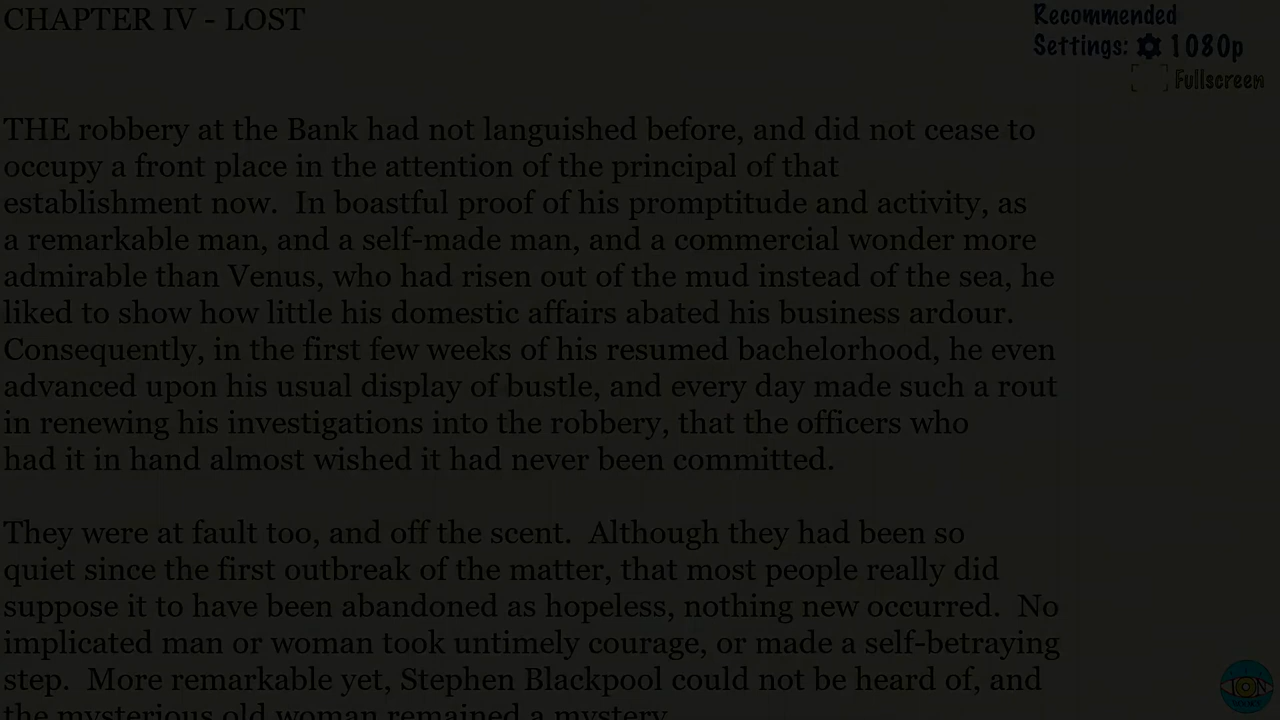 CHAPTER IV - LOST
Recommended
Settings: 1080p
Fullscreen
THE robbery at the Bank had not languished before, and did not cease to
occupy a front place in the attention of the principal of that
establishment now.  In boastful proof of his promptitude and activity, as
a remarkable man, and a self-made man, and a commercial wonder more
admirable than Venus, who had risen out of the mud instead of the sea, he
liked to show how little his domestic affairs abated his business ardour.
Consequently, in the first few weeks of his resumed bachelorhood, he even
advanced upon his usual display of bustle, and every day made such a rout
in renewing his investigations into the robbery, that the officers who
had it in hand almost wished it had never been committed.
They were at fault too, and off the scent.  Although they had been so
quiet since the first outbreak of the matter, that most people really did
suppose it to have been abandoned as hopeless, nothing new occurred.  No
implicated man or woman took untimely courage, or made a self-betraying
step.  More remarkable yet, Stephen Blackpool could not be heard of, and
the mysterious old woman remained a mystery.